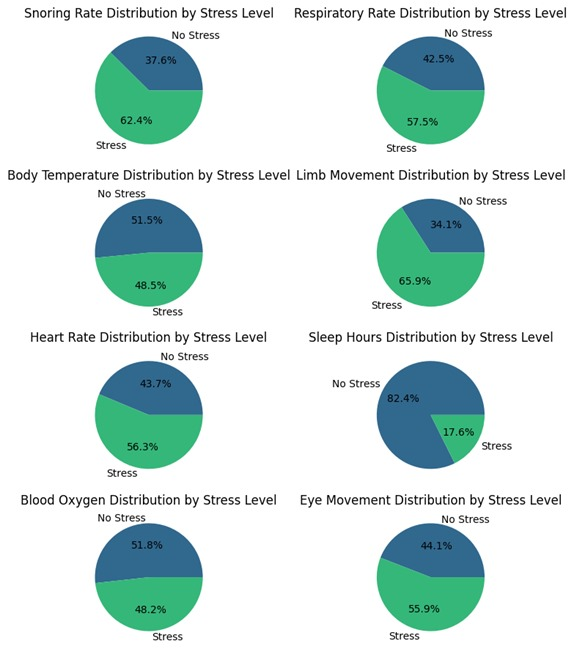 Snoring Rate Distribution by Stress Level
No Stress
37.6%
62.4%
Stress
Respiratory Rate Distribution by Stress Level
No Stress
42.5%
57.5%
Stress
Body Temperature Distribution by Stress Level
No Stress
51.5%
48.5%
Stress
Limb Movement Distribution by Stress Level
No Stress
34.1%
65.9%
Stress
Heart Rate Distribution by Stress Level
No Stress
43.7%
56.3%
Stress
Sleep Hours Distribution by Stress Level
No Stress
82.4%
17.6%
Stress
Blood Oxygen Distribution by Stress Level
No Stress
51.8%
48.2%
Stress
Eye Movement Distribution by Stress Level
No Stress
44.1%
55.9%
Stress